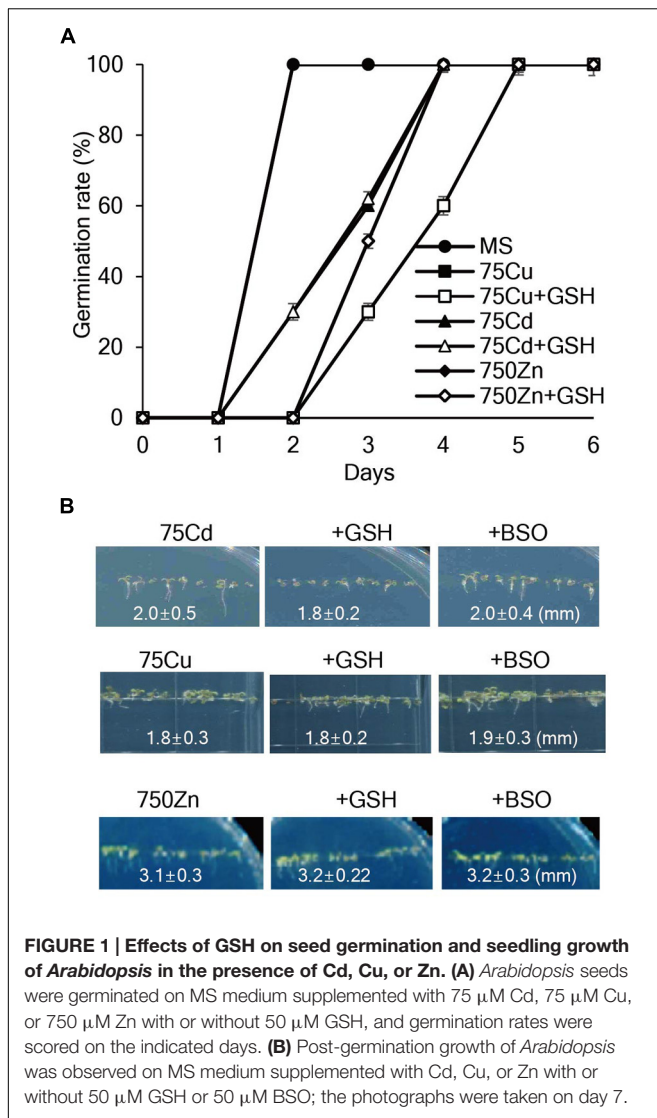 A
100
80
60
40
20
0
Germination rate (%)
0 1 2 3 4 5 6
Days
MS
75Cu
75Cu+GSH
75Cd
75Cd+GSH
750Zn
750Zn+GSH
B
75Cd +GSH +BSO
2.0±0.5 1.8±0.2 2.0±0.4 (mm)
75Cu +GSH +BSO
1.8±0.3 1.8±0.2 1.9±0.3 (mm)
750Zn +GSH +BSO
3.1±0.3 3.2±0.22 3.2±0.3 (mm)
FIGURE 1 | Effects of GSH on seed germination and seedling growth
of Arabidopsis in the presence of Cd, Cu, or Zn. (A) Arabidopsis seeds
were germinated on MS medium supplemented with 75 μM Cd, 75 μM Cu,
or 750 μM Zn with or without 50 μM GSH, and germination rates were
scored on the indicated days. (B) Post-germination growth of Arabidopsis
was observed on MS medium supplemented with Cd, Cu, or Zn with or
without 50 μM GSH or 50 μM BSO; the photographs were taken on day 7.